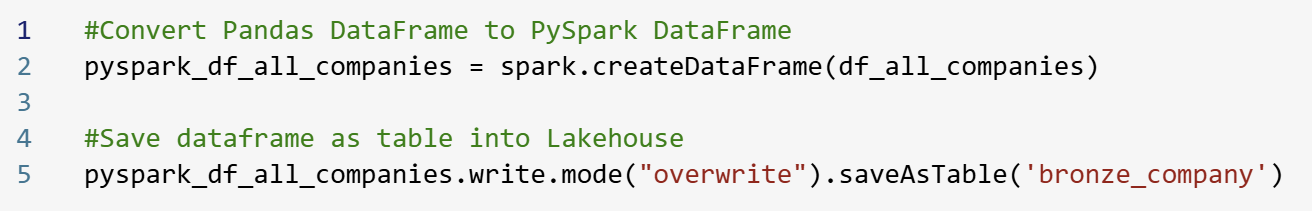 1 #Convert Pandas DataFrame to PySpark DataFrame
2 pyspark_df_all_companies = spark.createDataFrame(df_all_companies)
3
4 #Save dataframe as table into Lakehouse
5 pyspark_df_all_companies.write.mode("overwrite").saveAsTable('bronze_company')